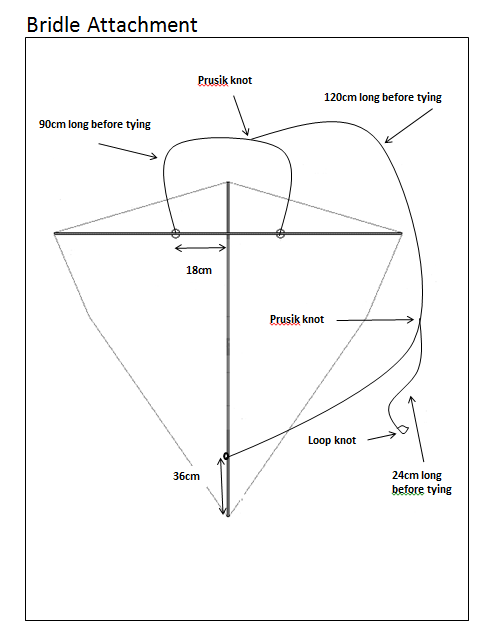 Bridle Attachment
Prusik knot
120cm long before tying
90cm long before tying
18cm
Prusik knot
Loop knot
36cm
24cm long
before tying